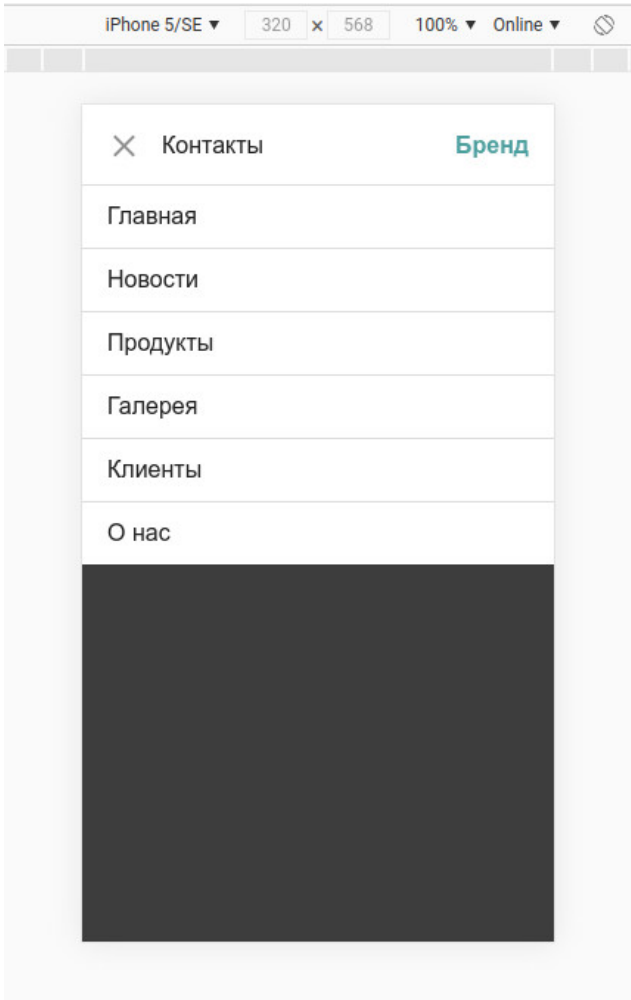 iPhone 5/SE ▼ 320 × 568 100% ▼ Online ▼
Контакты Бренд
Главная
Новости
Продукты
Галерея
Клиенты
О нас